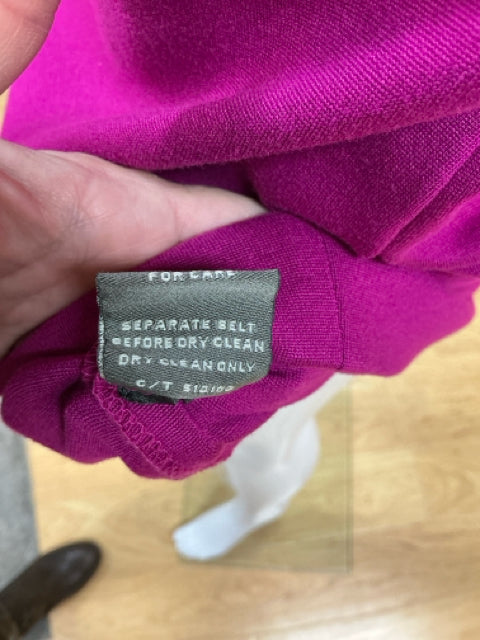 FOR CARE
SEPARATE BELT
BEFORE DRY CLEAN
DRY CLEAN ONLY
C/T